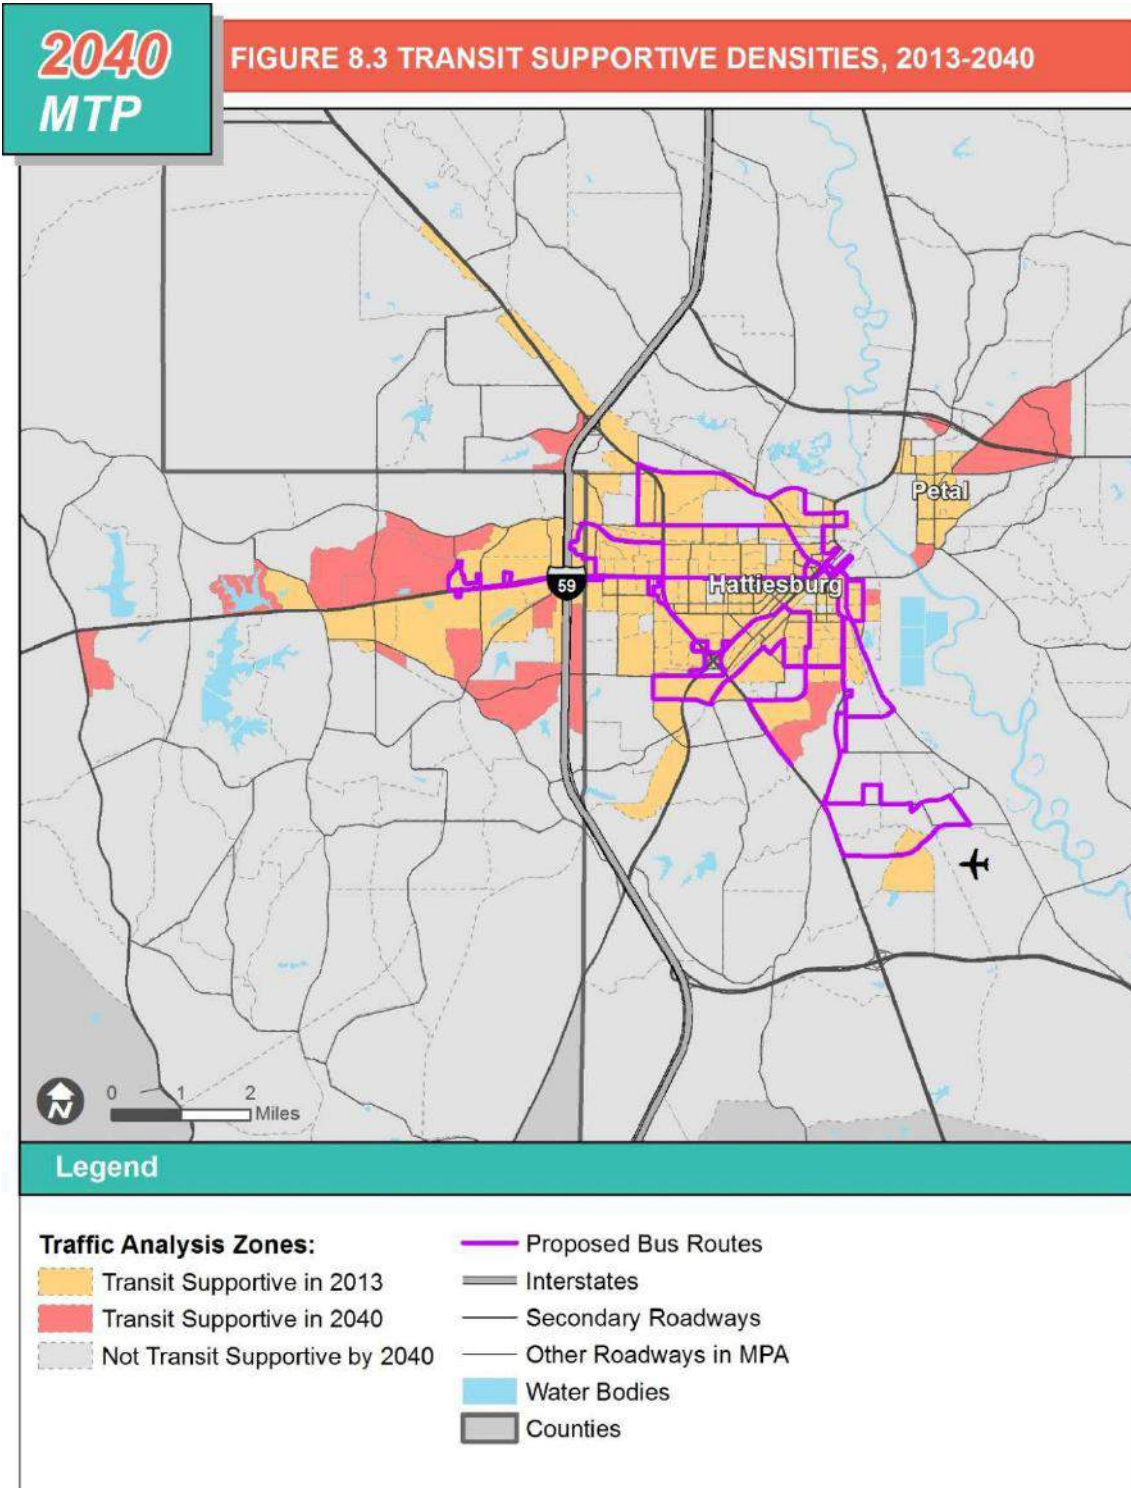 2040
MTP
FIGURE 8.3 TRANSIT SUPPORTIVE DENSITIES, 2013-2040
Petal
59
Hattiesburg
N
0 1 2
Miles
Legend
Traffic Analysis Zones:
Transit Supportive in 2013
Transit Supportive in 2040
Not Transit Supportive by 2040
Proposed Bus Routes
Interstates
Secondary Roadways
Other Roadways in MPA
Water Bodies
Counties